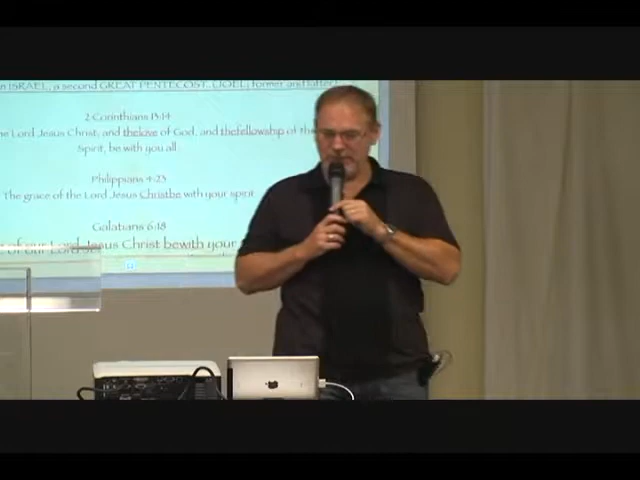 ISRAEL, a second GREAT PENTECOST. (JOEL; former and latter)
2 Corinthians 13:14
Lord Jesus Christ, and thelove of God, and thefellowship of the
Spirit, be with you all.
Philippians 4:23
The grace of the Lord Jesus Christbe with your spirit
Galatians 6:18
of our Lord Jesus Christ bewith your